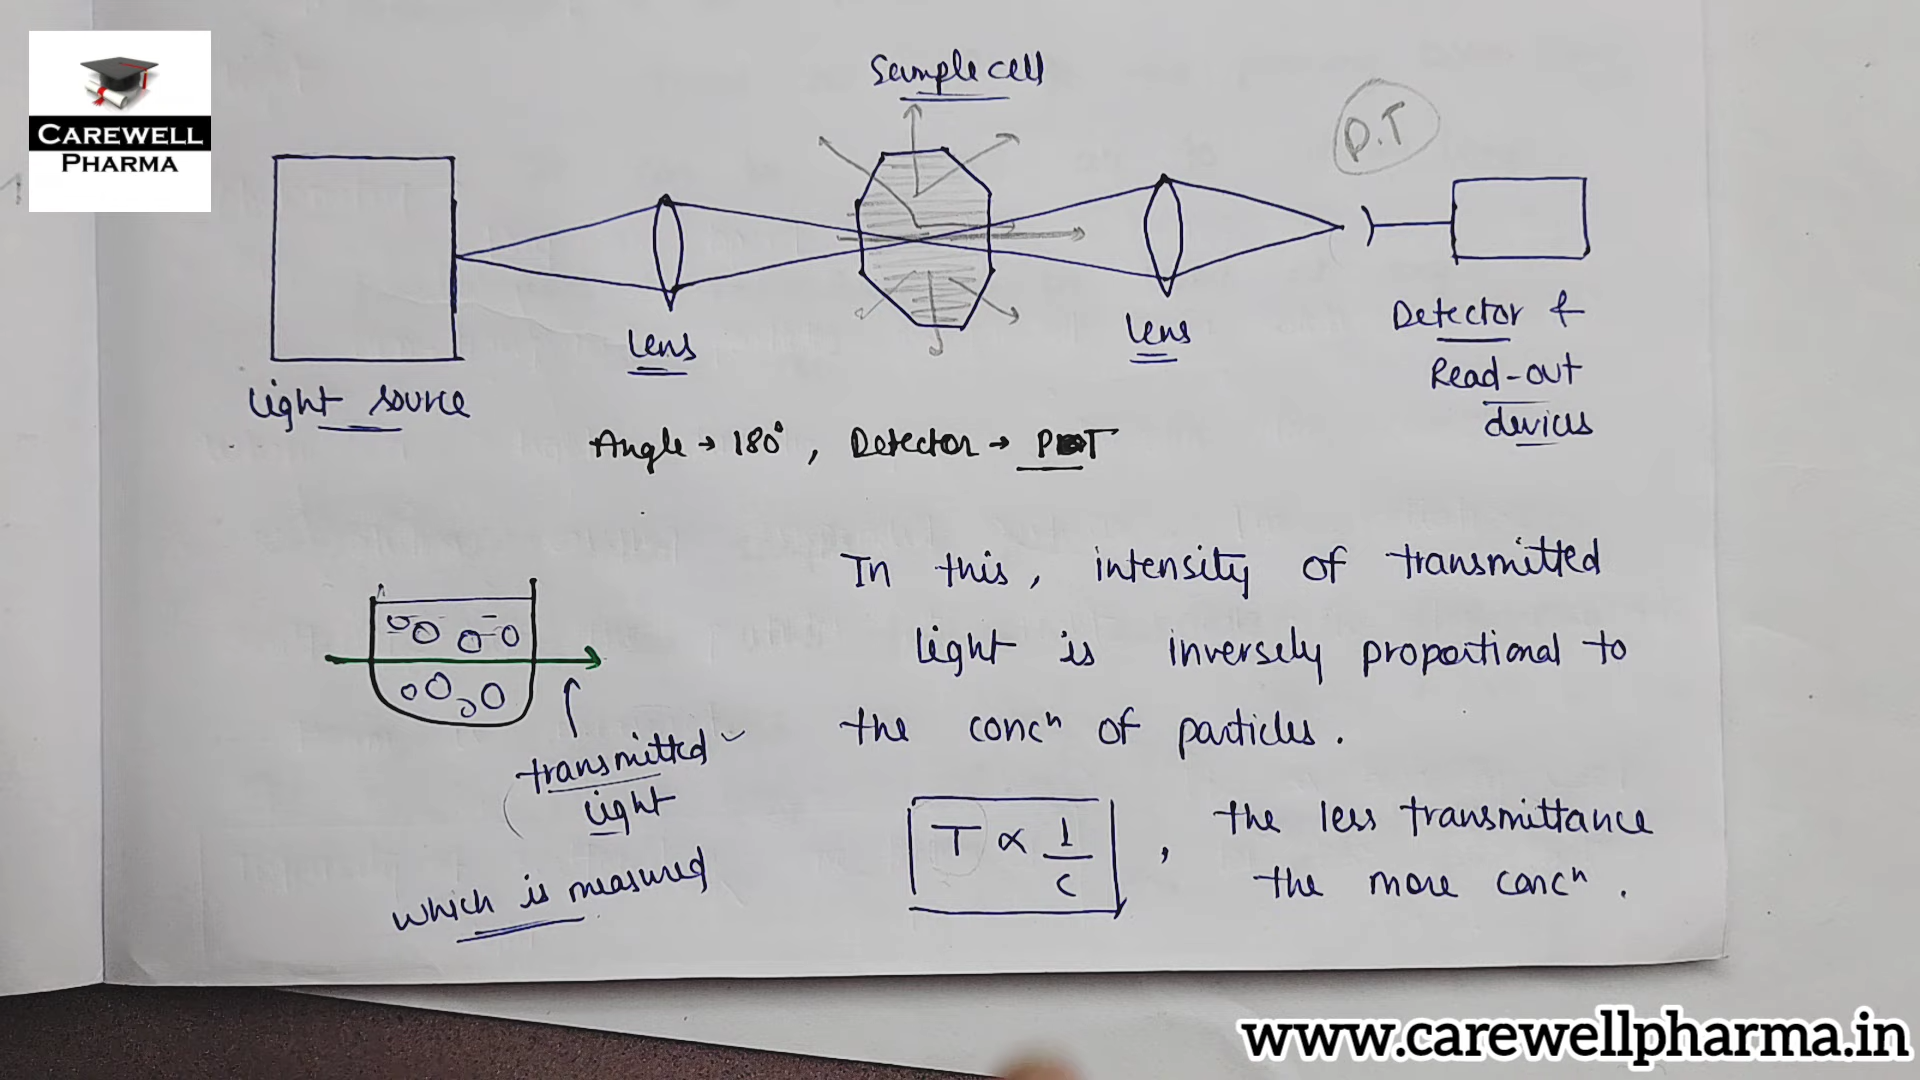 CAREWELL
PHARMA
Sample cell
P.T
lens
lens
light source
Detector &
Read-out
devices
Angle → 180°, Detector → PT
In this, intensity of transmitted
light is inversely proportional to
the concⁿ of particles.
transmitted
light
which is measured
T ∝ 1/c , the less transmittance
the more concⁿ.
www.carewellpharma.in